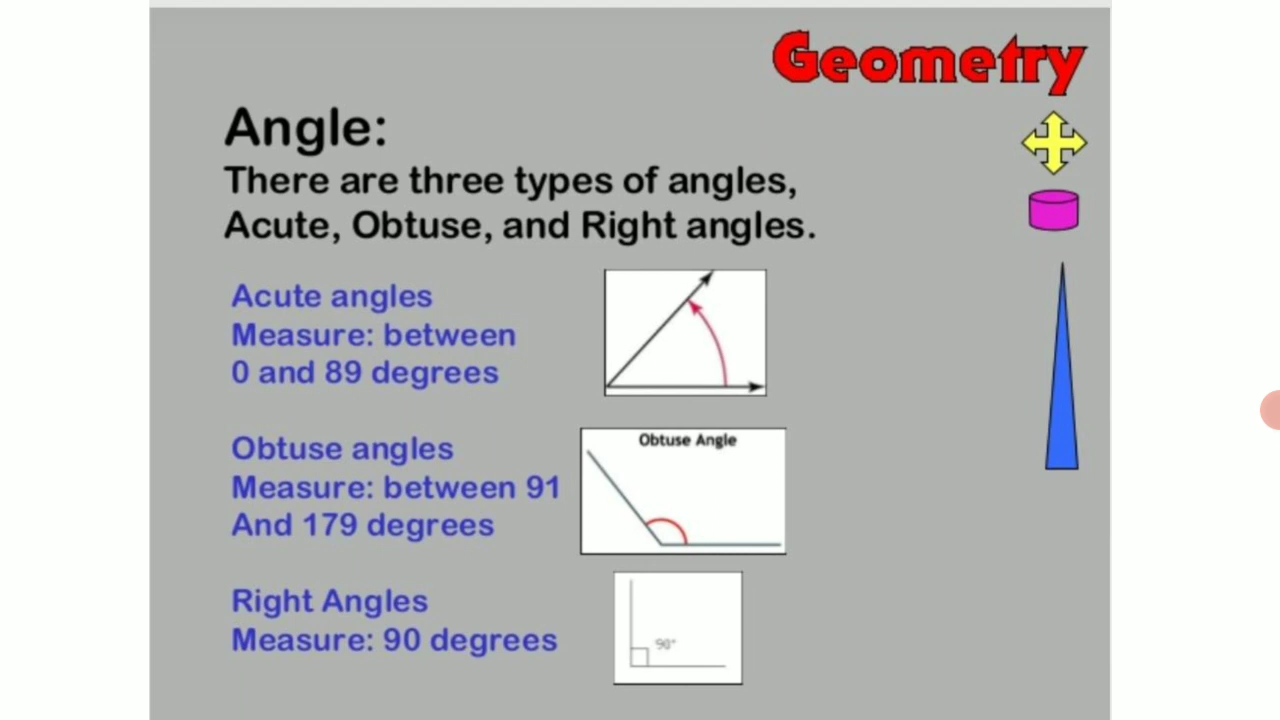 Geometry
Angle:
There are three types of angles,
Acute, Obtuse, and Right angles.
Acute angles
Measure: between
0 and 89 degrees
Obtuse angles
Measure: between 91
And 179 degrees
Obtuse Angle
Right Angles
Measure: 90 degrees
90°